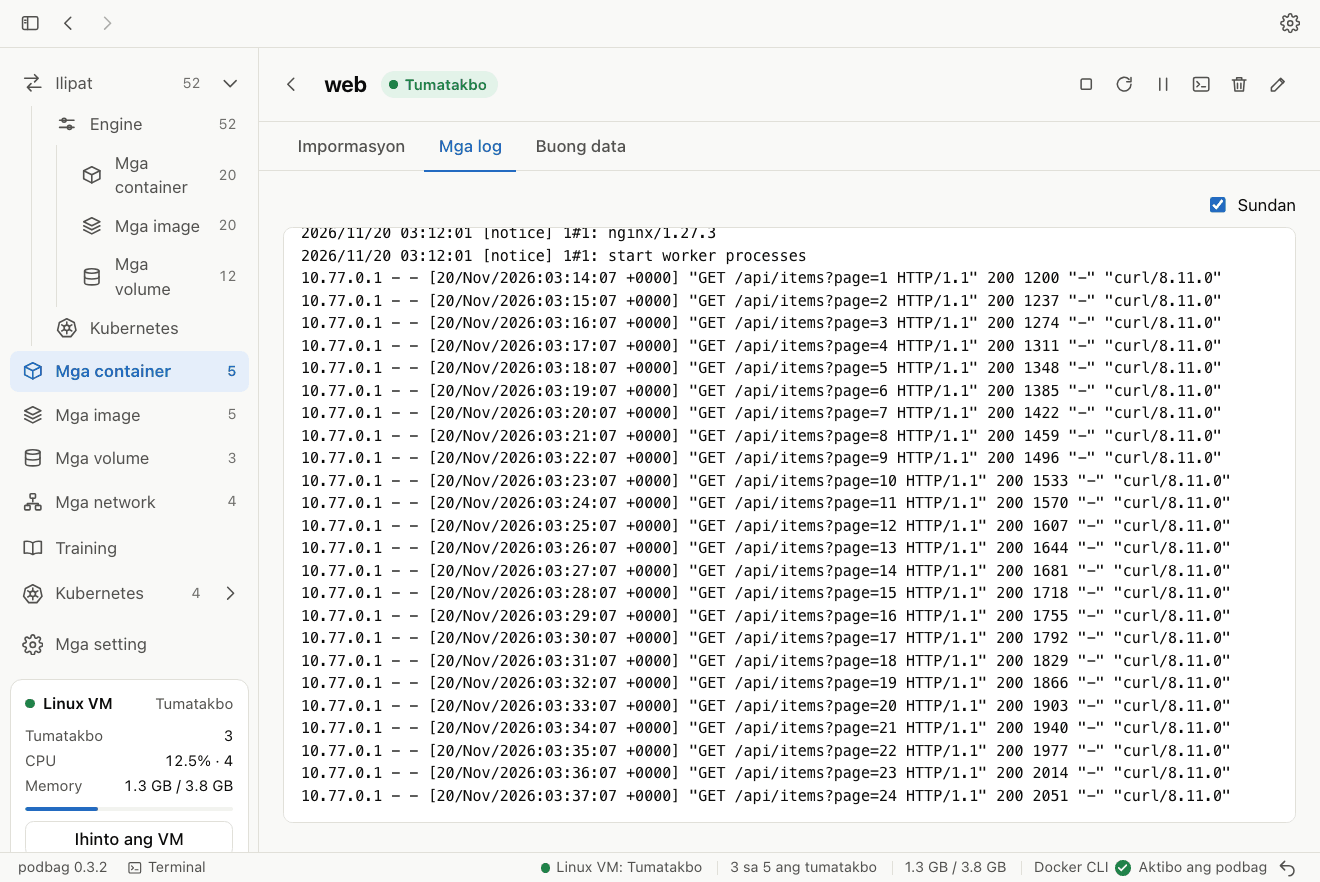 Ilipat 52
Engine 52
Mga container 20
Mga image 20
Mga volume 12
Kubernetes
Mga container 5
Mga image 5
Mga volume 3
Mga network 4
Training
Kubernetes 4
Mga setting
Linux VM Tumatakbo
Tumatakbo 3
CPU 12.5% · 4
Memory 1.3 GB / 3.8 GB
Ihinto ang VM
web Tumatakbo
Impormasyon Mga log Buong data
Sundan
2026/11/20 03:12:01 [notice] 1#1: nginx/1.27.3
2026/11/20 03:12:01 [notice] 1#1: start worker processes
10.77.0.1 - - [20/Nov/2026:03:14:07 +0000] "GET /api/items?page=1 HTTP/1.1" 200 1200 "-" "curl/8.11.0"
10.77.0.1 - - [20/Nov/2026:03:15:07 +0000] "GET /api/items?page=2 HTTP/1.1" 200 1237 "-" "curl/8.11.0"
10.77.0.1 - - [20/Nov/2026:03:16:07 +0000] "GET /api/items?page=3 HTTP/1.1" 200 1274 "-" "curl/8.11.0"
10.77.0.1 - - [20/Nov/2026:03:17:07 +0000] "GET /api/items?page=4 HTTP/1.1" 200 1311 "-" "curl/8.11.0"
10.77.0.1 - - [20/Nov/2026:03:18:07 +0000] "GET /api/items?page=5 HTTP/1.1" 200 1348 "-" "curl/8.11.0"
10.77.0.1 - - [20/Nov/2026:03:19:07 +0000] "GET /api/items?page=6 HTTP/1.1" 200 1385 "-" "curl/8.11.0"
10.77.0.1 - - [20/Nov/2026:03:20:07 +0000] "GET /api/items?page=7 HTTP/1.1" 200 1422 "-" "curl/8.11.0"
10.77.0.1 - - [20/Nov/2026:03:21:07 +0000] "GET /api/items?page=8 HTTP/1.1" 200 1459 "-" "curl/8.11.0"
10.77.0.1 - - [20/Nov/2026:03:22:07 +0000] "GET /api/items?page=9 HTTP/1.1" 200 1496 "-" "curl/8.11.0"
10.77.0.1 - - [20/Nov/2026:03:23:07 +0000] "GET /api/items?page=10 HTTP/1.1" 200 1533 "-" "curl/8.11.0"
10.77.0.1 - - [20/Nov/2026:03:24:07 +0000] "GET /api/items?page=11 HTTP/1.1" 200 1570 "-" "curl/8.11.0"
10.77.0.1 - - [20/Nov/2026:03:25:07 +0000] "GET /api/items?page=12 HTTP/1.1" 200 1607 "-" "curl/8.11.0"
10.77.0.1 - - [20/Nov/2026:03:26:07 +0000] "GET /api/items?page=13 HTTP/1.1" 200 1644 "-" "curl/8.11.0"
10.77.0.1 - - [20/Nov/2026:03:27:07 +0000] "GET /api/items?page=14 HTTP/1.1" 200 1681 "-" "curl/8.11.0"
10.77.0.1 - - [20/Nov/2026:03:28:07 +0000] "GET /api/items?page=15 HTTP/1.1" 200 1718 "-" "curl/8.11.0"
10.77.0.1 - - [20/Nov/2026:03:29:07 +0000] "GET /api/items?page=16 HTTP/1.1" 200 1755 "-" "curl/8.11.0"
10.77.0.1 - - [20/Nov/2026:03:30:07 +0000] "GET /api/items?page=17 HTTP/1.1" 200 1792 "-" "curl/8.11.0"
10.77.0.1 - - [20/Nov/2026:03:31:07 +0000] "GET /api/items?page=18 HTTP/1.1" 200 1829 "-" "curl/8.11.0"
10.77.0.1 - - [20/Nov/2026:03:32:07 +0000] "GET /api/items?page=19 HTTP/1.1" 200 1866 "-" "curl/8.11.0"
10.77.0.1 - - [20/Nov/2026:03:33:07 +0000] "GET /api/items?page=20 HTTP/1.1" 200 1903 "-" "curl/8.11.0"
10.77.0.1 - - [20/Nov/2026:03:34:07 +0000] "GET /api/items?page=21 HTTP/1.1" 200 1940 "-" "curl/8.11.0"
10.77.0.1 - - [20/Nov/2026:03:35:07 +0000] "GET /api/items?page=22 HTTP/1.1" 200 1977 "-" "curl/8.11.0"
10.77.0.1 - - [20/Nov/2026:03:36:07 +0000] "GET /api/items?page=23 HTTP/1.1" 200 2014 "-" "curl/8.11.0"
10.77.0.1 - - [20/Nov/2026:03:37:07 +0000] "GET /api/items?page=24 HTTP/1.1" 200 2051 "-" "curl/8.11.0"
podbag 0.3.2 Terminal Linux VM: Tumatakbo 3 sa 5 ang tumatakbo 1.3 GB / 3.8 GB Docker CLI Aktibo ang podbag